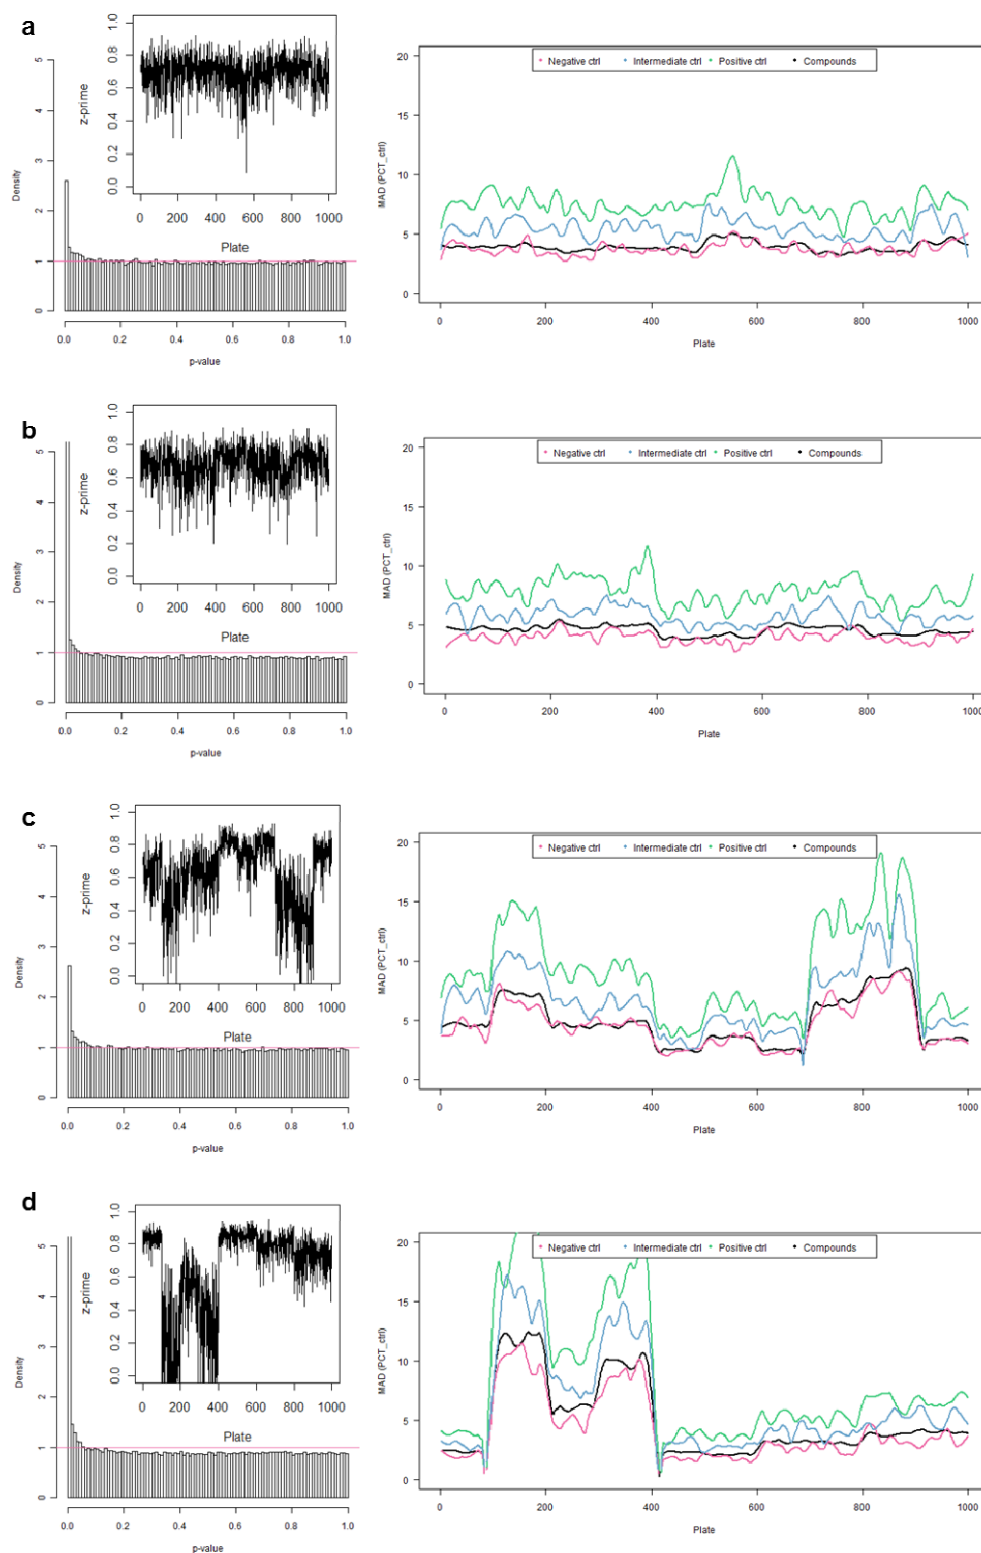 a
z-prime
0.0 0.2 0.4 0.6 0.8 1.0
0 200 400 600 800 1000
Plate
Density
0 1 2 3 4 5
0.0 0.2 0.4 0.6 0.8 1.0
p-value
Negative ctrl Intermediate ctrl Positive ctrl Compounds
MAD (PCT_ctrl)
0 5 10 15 20
0 200 400 600 800 1000
Plate
b
z-prime
0.0 0.2 0.4 0.6 0.8 1.0
0 200 400 600 800 1000
Plate
Density
0 1 2 3 4 5
0.0 0.2 0.4 0.6 0.8 1.0
p-value
Negative ctrl Intermediate ctrl Positive ctrl Compounds
MAD (PCT_ctrl)
0 5 10 15 20
0 200 400 600 800 1000
Plate
c
z-prime
0.0 0.2 0.4 0.6 0.8 1.0
0 200 400 600 800 1000
Plate
Density
0 1 2 3 4 5
0.0 0.2 0.4 0.6 0.8 1.0
p-value
Negative ctrl Intermediate ctrl Positive ctrl Compounds
MAD (PCT_ctrl)
0 5 10 15 20
0 200 400 600 800 1000
Plate
d
z-prime
0.0 0.2 0.4 0.6 0.8 1.0
0 200 400 600 800 1000
Plate
Density
0 1 2 3 4 5
0.0 0.2 0.4 0.6 0.8 1.0
p-value
Negative ctrl Intermediate ctrl Positive ctrl Compounds
MAD (PCT_ctrl)
0 5 10 15 20
0 200 400 600 800 1000
Plate